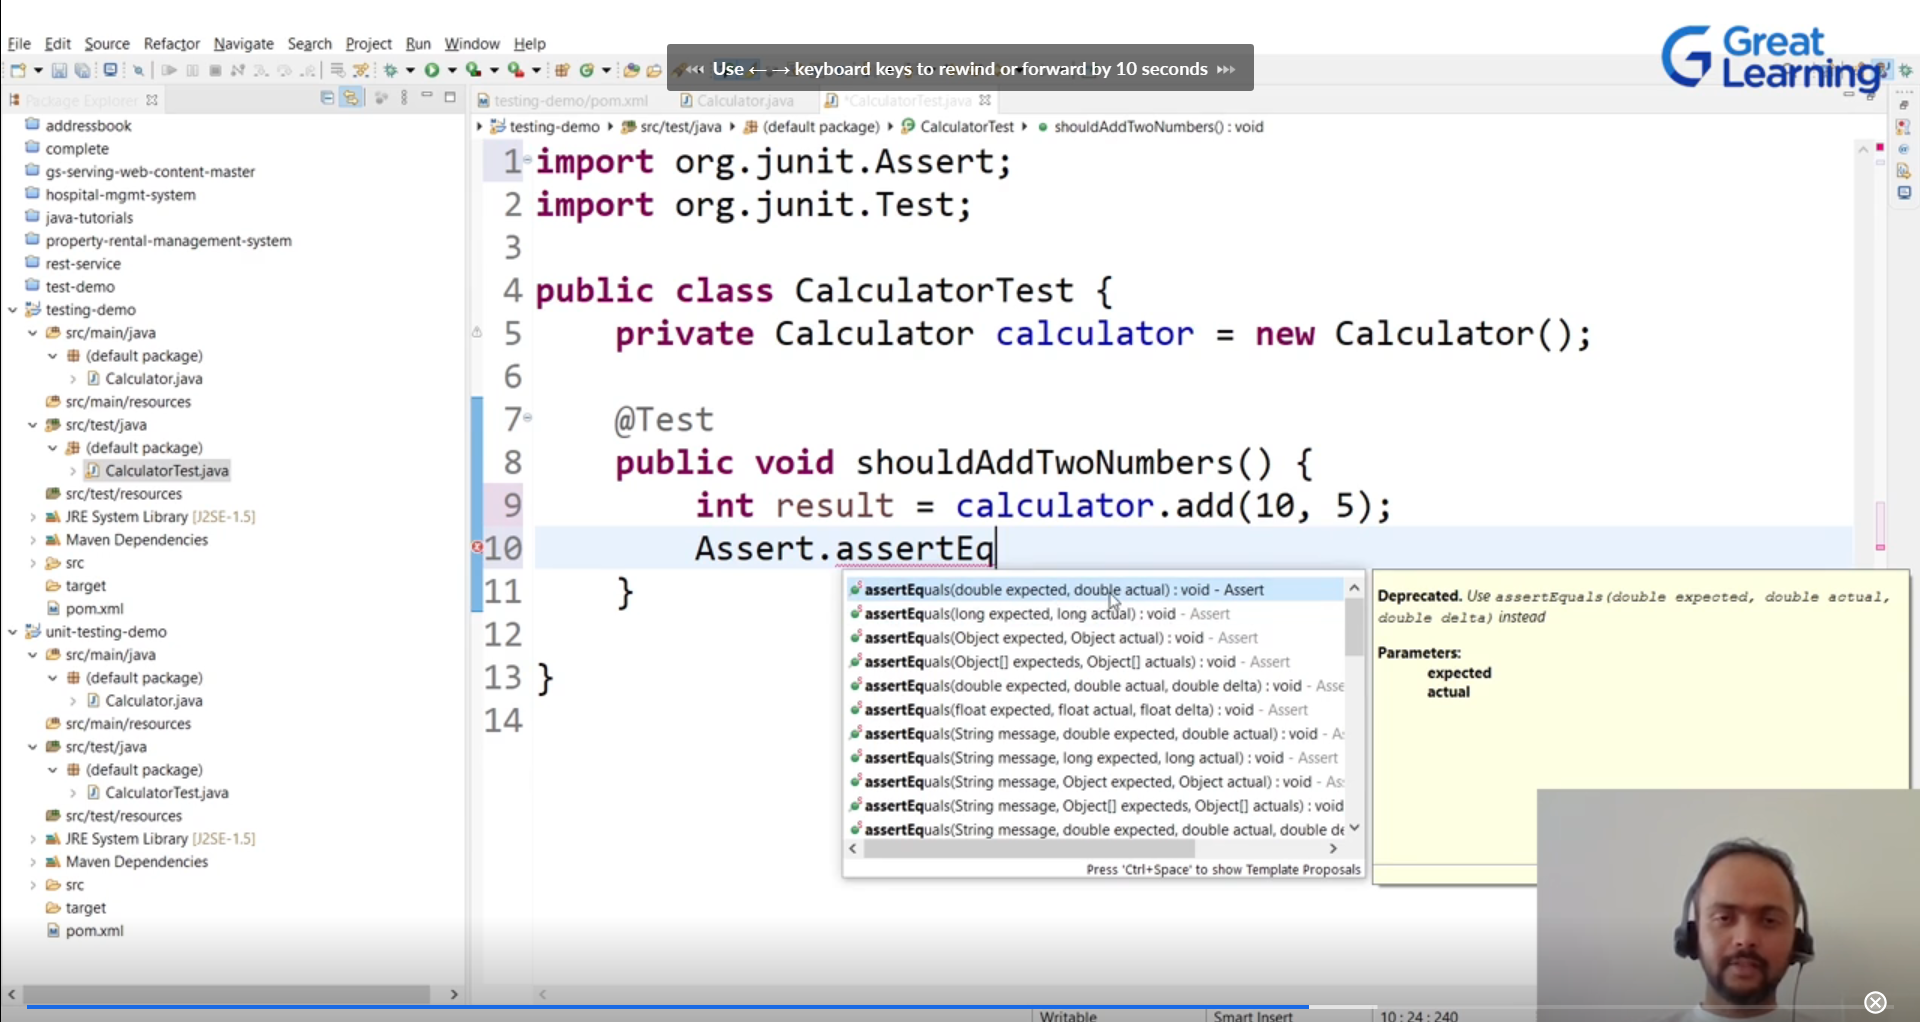 File Edit Source Refactor Navigate Search Project Run Window Help
Use ←→ keyboard keys to rewind or forward by 10 seconds
Great Learning
Package Explorer
testing-demo/pom.xml Calculator.java *CalculatorTest.java
testing-demo src/test/java (default package) CalculatorTest shouldAddTwoNumbers() : void
addressbook
complete
gs-serving-web-content-master
hospital-mgmt-system
java-tutorials
property-rental-management-system
rest-service
test-demo
testing-demo
src/main/java
(default package)
Calculator.java
src/main/resources
src/test/java
(default package)
CalculatorTest.java
src/test/resources
JRE System Library [J2SE-1.5]
Maven Dependencies
src
target
pom.xml
unit-testing-demo
src/main/java
(default package)
Calculator.java
src/main/resources
src/test/java
(default package)
CalculatorTest.java
src/test/resources
JRE System Library [J2SE-1.5]
Maven Dependencies
src
target
pom.xml
1 import org.junit.Assert;
2 import org.junit.Test;
3
4 public class CalculatorTest {
5 private Calculator calculator = new Calculator();
6
7 @Test
8 public void shouldAddTwoNumbers() {
9 int result = calculator.add(10, 5);
10 Assert.assertEq
11 }
12
13 }
14
assertEquals(double expected, double actual) : void - Assert
assertEquals(long expected, long actual) : void - Assert
assertEquals(Object expected, Object actual) : void - Assert
assertEquals(Object[] expecteds, Object[] actuals) : void - Assert
assertEquals(double expected, double actual, double delta) : void - Asse
assertEquals(float expected, float actual, float delta) : void - Assert
assertEquals(String message, double expected, double actual) : void - A
assertEquals(String message, long expected, long actual) : void - Assert
assertEquals(String message, Object expected, Object actual) : void - As
assertEquals(String message, Object[] expecteds, Object[] actuals) : void
assertEquals(String message, double expected, double actual, double de
Press 'Ctrl+Space' to show Template Proposals
Deprecated. Use assertEquals(double expected, double actual,
double delta) instead
Parameters:
expected
actual
Writable Smart Insert 10 : 24 : 240